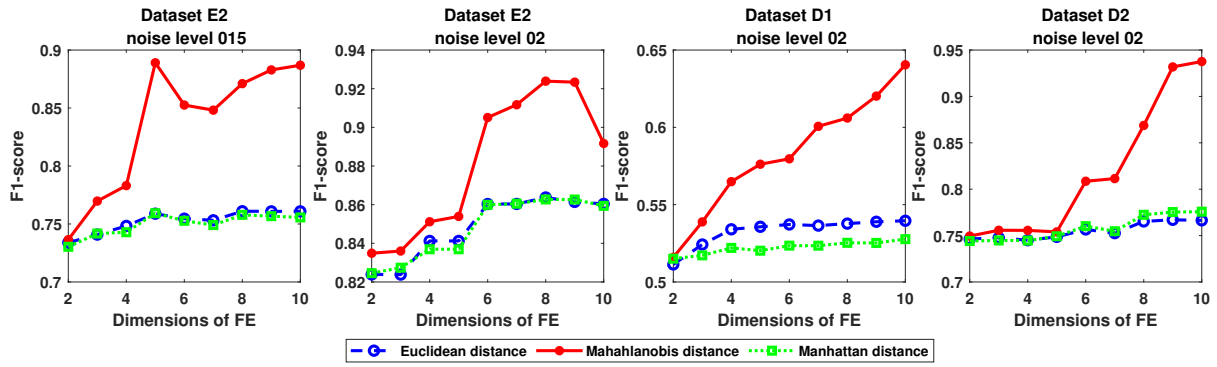 Dataset E2
noise level 015
0.9
0.85
0.8
0.75
0.7
F1-score
2 4 6 8 10
Dimensions of FE
Dataset E2
noise level 02
0.94
0.92
0.9
0.88
0.86
0.84
0.82
F1-score
2 4 6 8 10
Dimensions of FE
Dataset D1
noise level 02
0.65
0.6
0.55
0.5
F1-score
2 4 6 8 10
Dimensions of FE
Dataset D2
noise level 02
0.95
0.9
0.85
0.8
0.75
0.7
F1-score
2 4 6 8 10
Dimensions of FE
Euclidean distance Mahahlanobis distance Manhattan distance